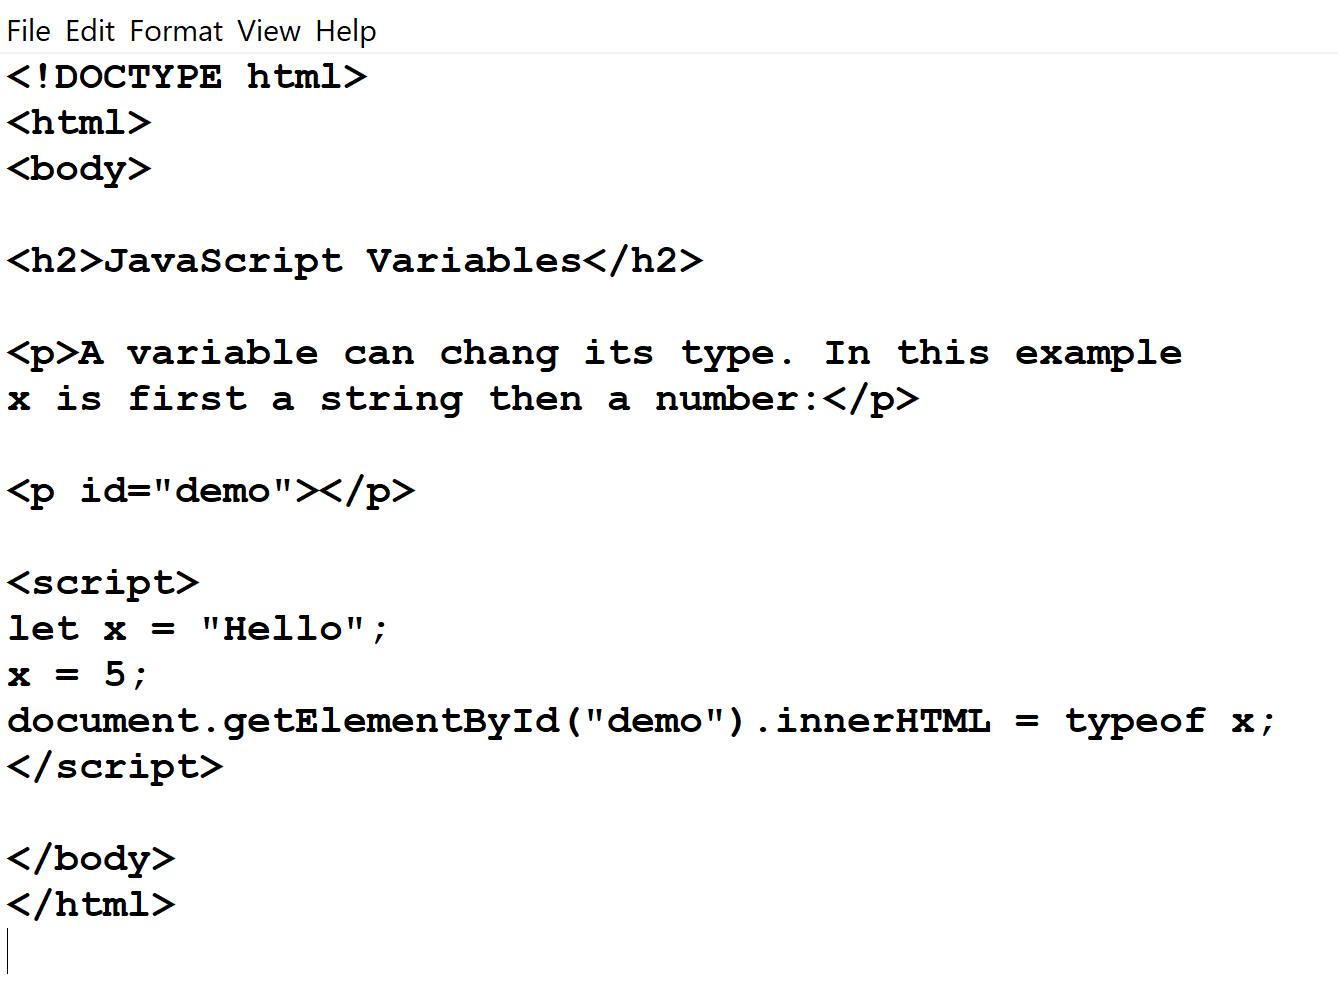 File Edit Format View Help
<!DOCTYPE html>
<html>
<body>
<h2>JavaScript Variables</h2>
<p>A variable can chang its type. In this example
x is first a string then a number:</p>
<p id="demo"></p>
<script>
let x = "Hello";
x = 5;
document.getElementById("demo").innerHTML = typeof x;
</script>
</body>
</html>